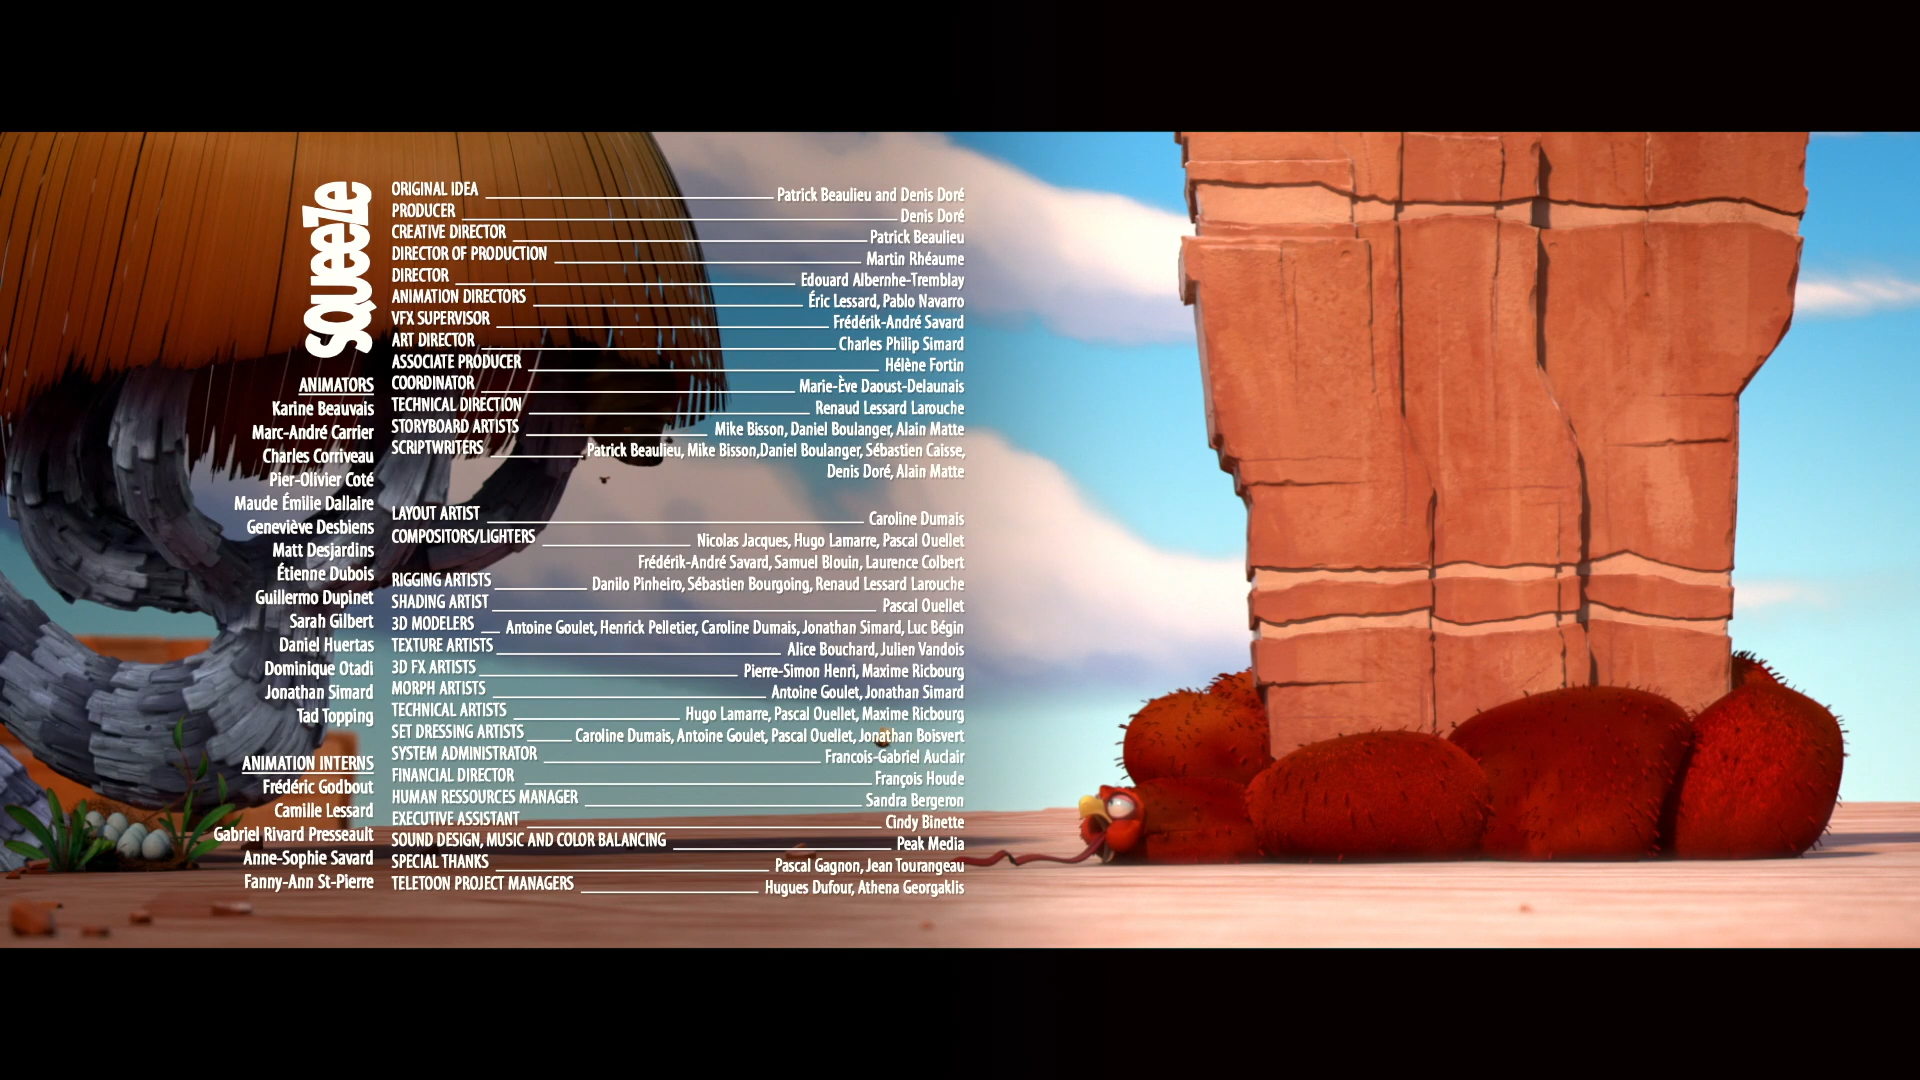 squeeze
ANIMATORS
Karine Beauvais
Marc-André Carrier
Charles Corriveau
Pier-Olivier Coté
Maude Émilie Dallaire
Geneviève Desbiens
Matt Desjardins
Étienne Dubois
Guillermo Dupinet
Sarah Gilbert
Daniel Huertas
Dominique Otadi
Jonathan Simard
Tad Topping
ANIMATION INTERNS
Frédéric Godbout
Camille Lessard
Gabriel Rivard Presseault
Anne-Sophie Savard
Fanny-Ann St-Pierre
ORIGINAL IDEA Patrick Beaulieu and Denis Doré
PRODUCER Denis Doré
CREATIVE DIRECTOR Patrick Beaulieu
DIRECTOR OF PRODUCTION Martin Rhéaume
DIRECTOR Edouard Albernhe-Tremblay
ANIMATION DIRECTORS Éric Lessard, Pablo Navarro
VFX SUPERVISOR Frédérik-André Savard
ART DIRECTOR Charles Philip Simard
ASSOCIATE PRODUCER Hélène Fortin
COORDINATOR Marie-Ève Daoust-Delaunais
TECHNICAL DIRECTION Renaud Lessard Larouche
STORYBOARD ARTISTS Mike Bisson, Daniel Boulanger, Alain Matte
SCRIPTWRITERS Patrick Beaulieu, Mike Bisson,Daniel Boulanger, Sébastien Caisse,
Denis Doré, Alain Matte
LAYOUT ARTIST Caroline Dumais
COMPOSITORS/LIGHTERS Nicolas Jacques, Hugo Lamarre, Pascal Ouellet
Frédérik-André Savard, Samuel Blouin, Laurence Colbert
RIGGING ARTISTS Danilo Pinheiro, Sébastien Bourgoing, Renaud Lessard Larouche
SHADING ARTIST Pascal Ouellet
3D MODELERS Antoine Goulet, Henrick Pelletier, Caroline Dumais, Jonathan Simard, Luc Bégin
TEXTURE ARTISTS Alice Bouchard, Julien Vandois
3D FX ARTISTS Pierre-Simon Henri, Maxime Ricbourg
MORPH ARTISTS Antoine Goulet, Jonathan Simard
TECHNICAL ARTISTS Hugo Lamarre, Pascal Ouellet, Maxime Ricbourg
SET DRESSING ARTISTS Caroline Dumais, Antoine Goulet, Pascal Ouellet, Jonathan Boisvert
SYSTEM ADMINISTRATOR Francois-Gabriel Auclair
FINANCIAL DIRECTOR François Houde
HUMAN RESSOURCES MANAGER Sandra Bergeron
EXECUTIVE ASSISTANT Cindy Binette
SOUND DESIGN, MUSIC AND COLOR BALANCING Peak Media
SPECIAL THANKS Pascal Gagnon, Jean Tourangeau
TELETOON PROJECT MANAGERS Hugues Dufour, Athena Georgaklis